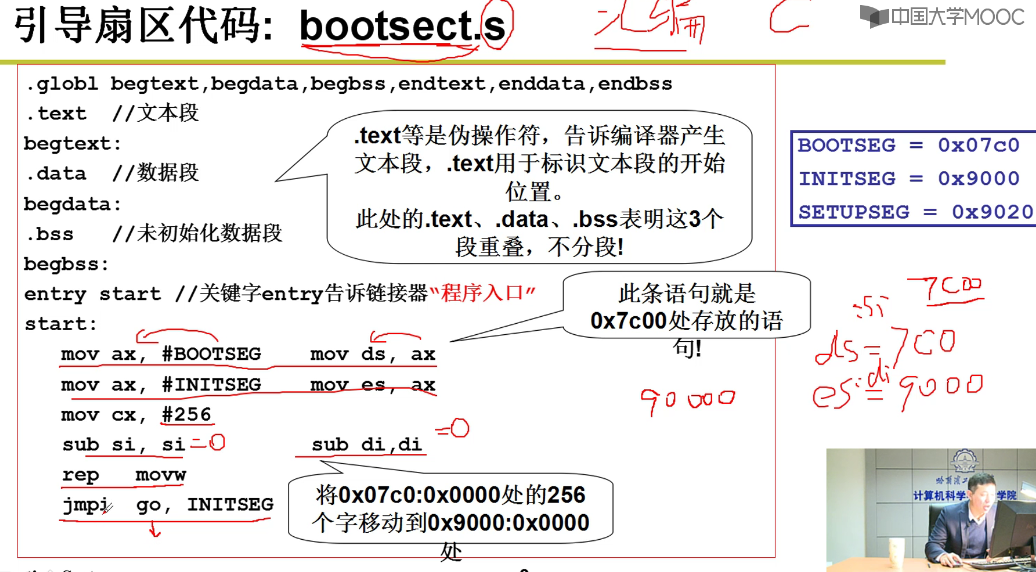 引导扇区代码: bootsect.s
汇编 C
中国大学MOOC
.globl begtext,begdata,begbss,endtext,enddata,endbss
.text //文本段
begtext:
.data //数据段
begdata:
.bss //未初始化数据段
begbss:
entry start //关键字entry告诉链接器“程序入口”
start:
mov ax, #BOOTSEG mov ds, ax
mov ax, #INITSEG mov es, ax
mov cx, #256
sub si, si =0 sub di,di =0
rep movw
jmpi go, INITSEG
.text等是伪操作符，告诉编译器产生
文本段，.text用于标识文本段的开始
位置。
此处的.text、.data、.bss表明这3个
段重叠，不分段!
此条语句就是
0x7c00处存放的语
句!
将0x07c0:0x0000处的256
个字移动到0x9000:0x0000
处
BOOTSEG = 0x07c0
INITSEG = 0x9000
SETUPSEG = 0x9020
7C00
:si
ds=7C0
di
es=9000
90000
计算机科学 学院